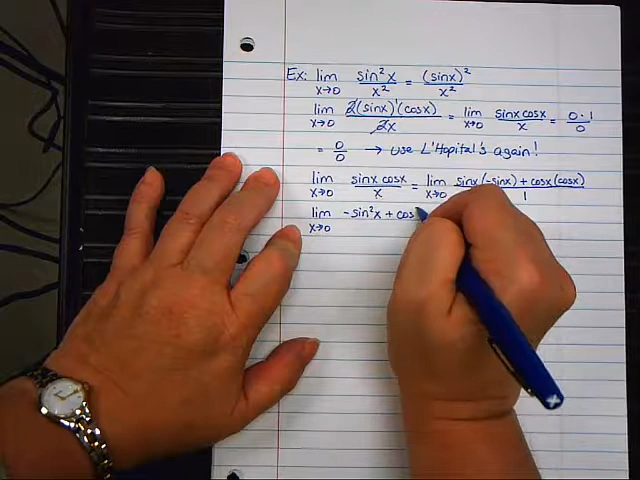 Ex: lim x→0 sin²x/x² = (sinx)²/x²
lim x→0 2(sinx)'(cosx)/2x = lim x→0 sinxcosx/x = 0·1/0
= 0/0 → use L'Hopital's again!
lim x→0 sinx cosx/x = lim x→0 sinx(-sinx) + cosx(cosx)/1
lim x→0 -sin²x + cos